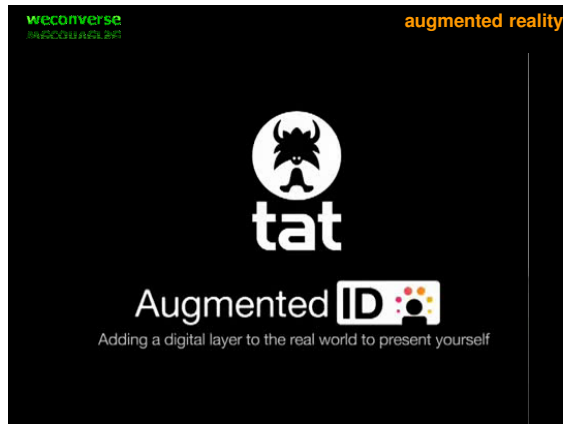 weconverse
augmented reality
tat
Augmented ID
Adding a digital layer to the real world to present yourself